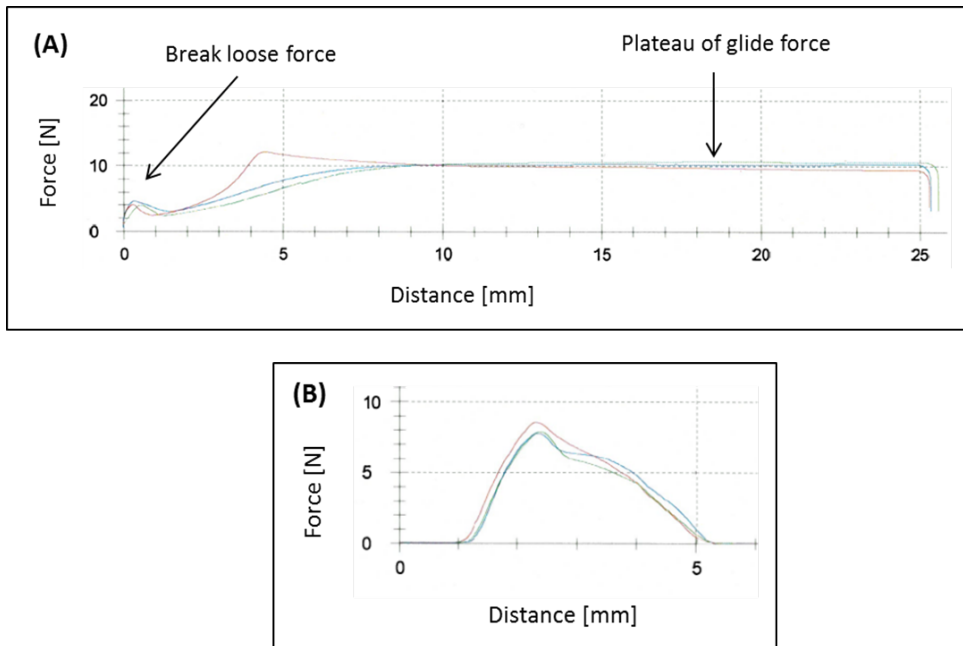 (A)
Break loose force
Plateau of glide force
Force [N]
20
10
0
0 5 10 15 20 25
Distance [mm]
(B)
Force [N]
10
5
0
0 5
Distance [mm]